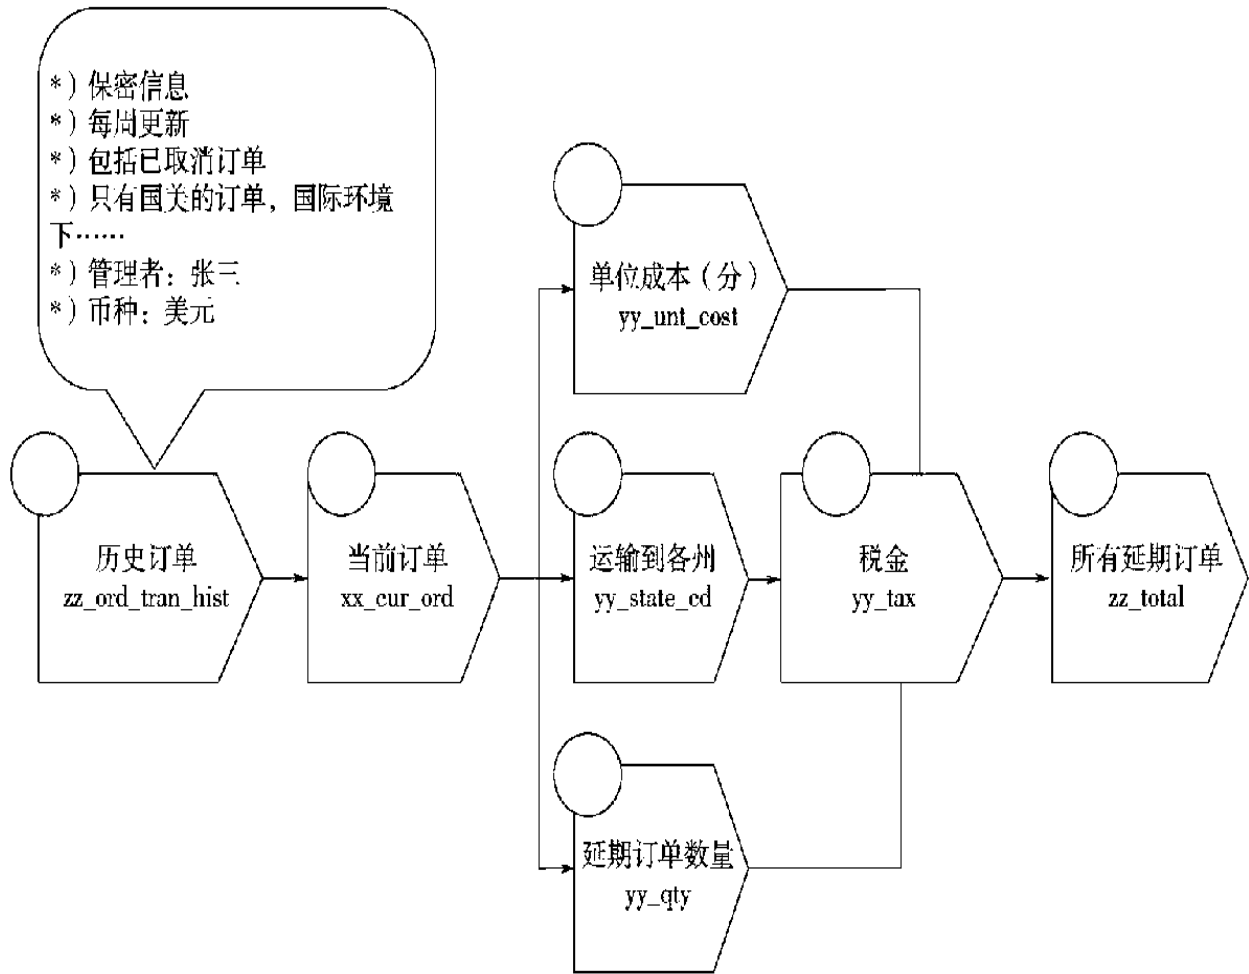 *）保密信息
*）每周更新
*）包括已取消订单
*）只有国美的订单，国际环境
下……
*）管理者：张三
*）币种：美元
单位成本（分）
yy_unt_cost
历史订单
zz_ord_tran_hist
当前订单
xx_cur_ord
运输到各州
yy_state_cd
税金
yy_tax
所有延期订单
zz_total
延期订单数量
yy_qty